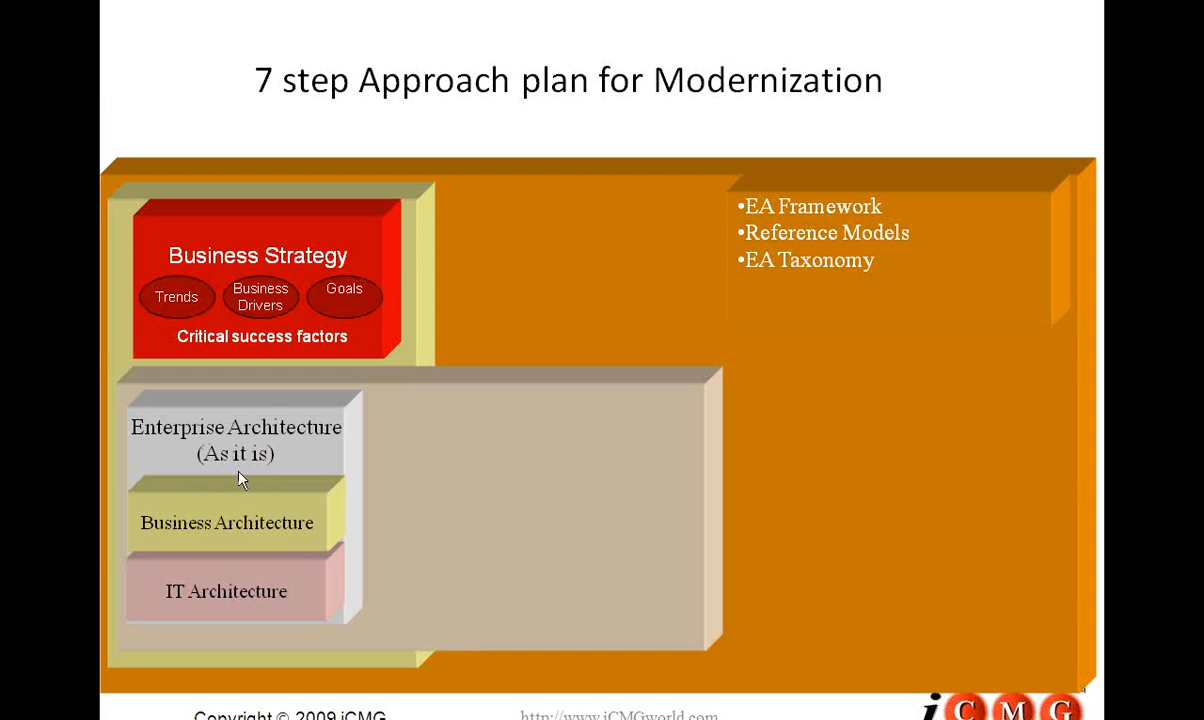 7 step Approach plan for Modernization
•EA Framework
•Reference Models
•EA Taxonomy
Business Strategy
Trends
Business
Drivers
Goals
Critical success factors
Enterprise Architecture
(As it is)
Business Architecture
IT Architecture
Copyright © 2009 iCMG
http://www.iCMGworld.com
iCMG